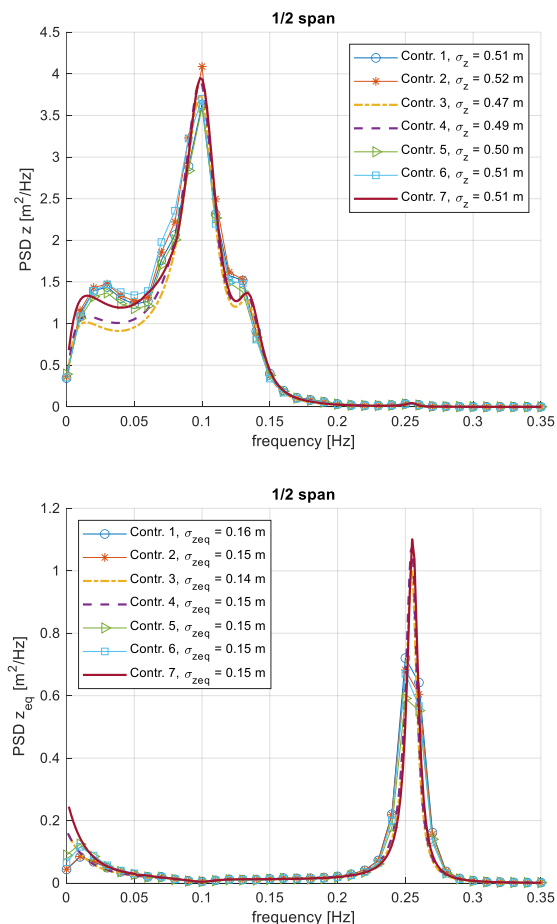 1/2 span
4.5
4
3.5
3
2.5
2
1.5
1
0.5
0
PSD z [m²/Hz]
Contr. 1, σz = 0.51 m
Contr. 2, σz = 0.52 m
Contr. 3, σz = 0.47 m
Contr. 4, σz = 0.49 m
Contr. 5, σz = 0.50 m
Contr. 6, σz = 0.51 m
Contr. 7, σz = 0.51 m
0 0.05 0.1 0.15 0.2 0.25 0.3 0.35
frequency [Hz]
1/2 span
1.2
1
0.8
0.6
0.4
0.2
0
PSD zeq [m²/Hz]
Contr. 1, σzeq = 0.16 m
Contr. 2, σzeq = 0.15 m
Contr. 3, σzeq = 0.14 m
Contr. 4, σzeq = 0.15 m
Contr. 5, σzeq = 0.15 m
Contr. 6, σzeq = 0.15 m
Contr. 7, σzeq = 0.15 m
0 0.05 0.1 0.15 0.2 0.25 0.3 0.35
frequency [Hz]